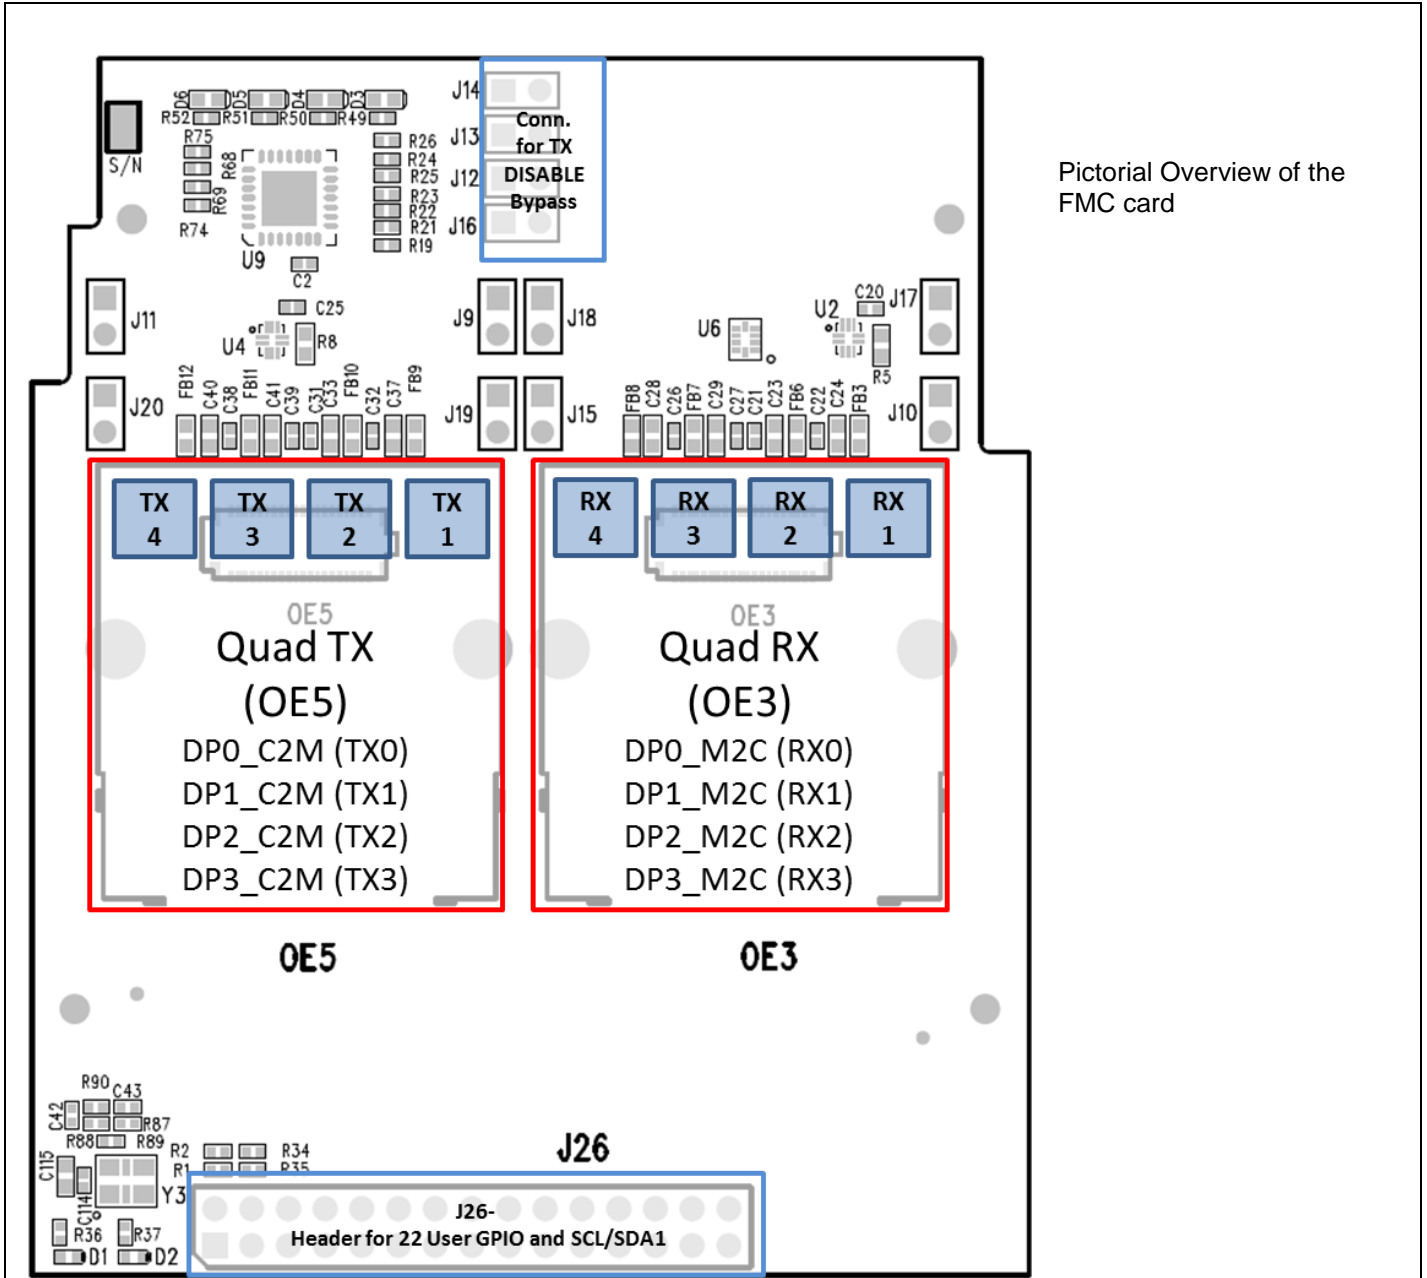 Pictorial Overview of the
FMC card
D6 D5 D4 D3
R52 R51 R50 R49
S/N
R75
R68
R69
R74
U9
C2
R26
R24
R25
R23
R22
R21
R19
J14
J13
J12
J16
Conn.
for TX
DISABLE
Bypass
J11
C25
U4
R8
J9
J18
U6
U2
C20
J17
R5
J20
FB12 C40 C38 FB11 C41 C39 C31 C33 FB10 C32 C37 FB9
J19
J15
FB8 C28 C26 FB7 C29 C27 C21 C23 FB6 C22 C24 FB3
J10
TX
4
TX
3
TX
2
TX
1
OE5
Quad TX
(OE5)
DP0_C2M (TX0)
DP1_C2M (TX1)
DP2_C2M (TX2)
DP3_C2M (TX3)
OE5
RX
4
RX
3
RX
2
RX
1
OE3
Quad RX
(OE3)
DP0_M2C (RX0)
DP1_M2C (RX1)
DP2_M2C (RX2)
DP3_M2C (RX3)
OE3
R90
C43
C42
R87
R88
R89
C115
C114
Y3
R2
R1
R34
R35
R36
R37
D1
D2
J26
J26-
Header for 22 User GPIO and SCL/SDA1